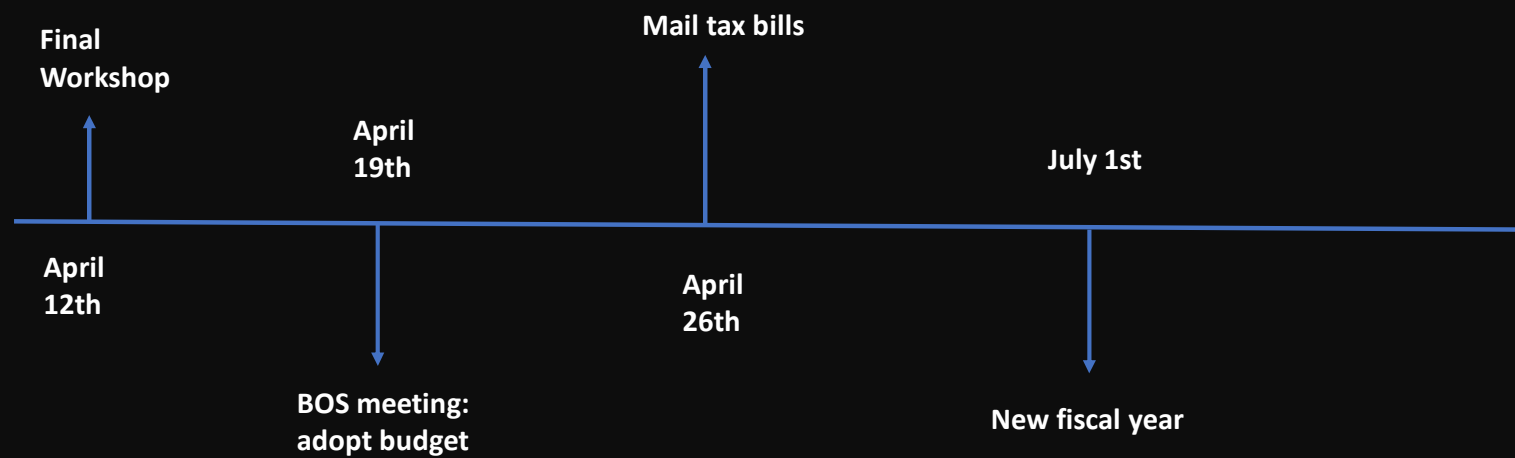 Final
Workshop
April
12th
April
19th
BOS meeting:
adopt budget
Mail tax bills
April
26th
July 1st
New fiscal year